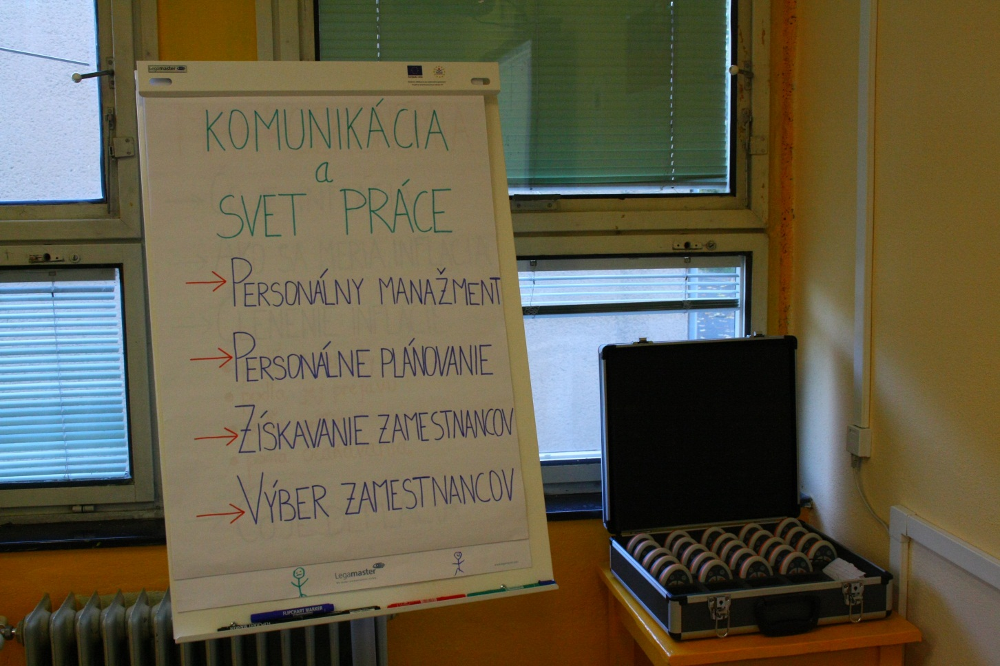 Legamaster
KOMUNIKÁCIA
a
SVET PRÁCE
PERSONÁLNY MANAŽMENT
PERSONÁLNE PLÁNOVANIE
ZÍSKAVANIE ZAMESTNANCOV
VÝBER ZAMESTNANCOV
Legamaster
FLIPCHART MARKER